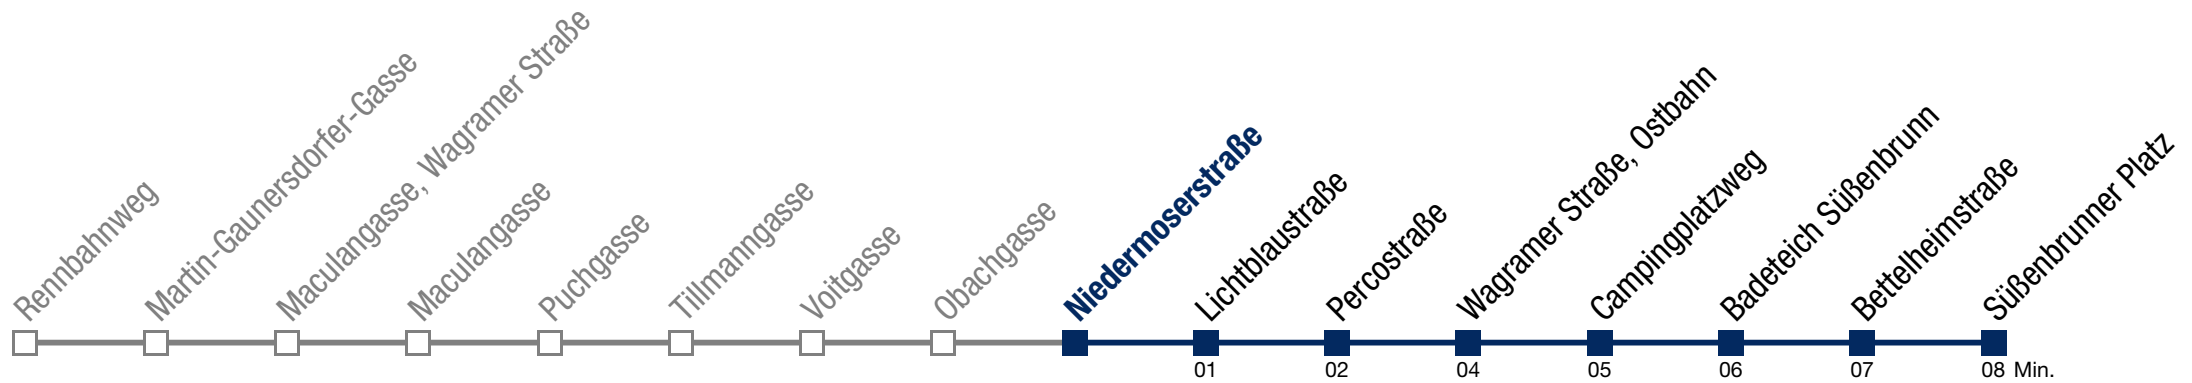 Rennbahnweg
Martin-Gaunersdorfer-Gasse
Maculangasse, Wagramer Straße
Maculangasse
Puchgasse
Tillmanngasse
Voitgasse
Obachgasse
Niedermoserstraße
Lichtblaustraße
Percostraße
Wagramer Straße, Ostbahn
Campingplatzweg
Badeteich Süßenbrunn
Bettelheimstraße
Süßenbrunner Platz
01 02 04 05 06 07 08 Min.